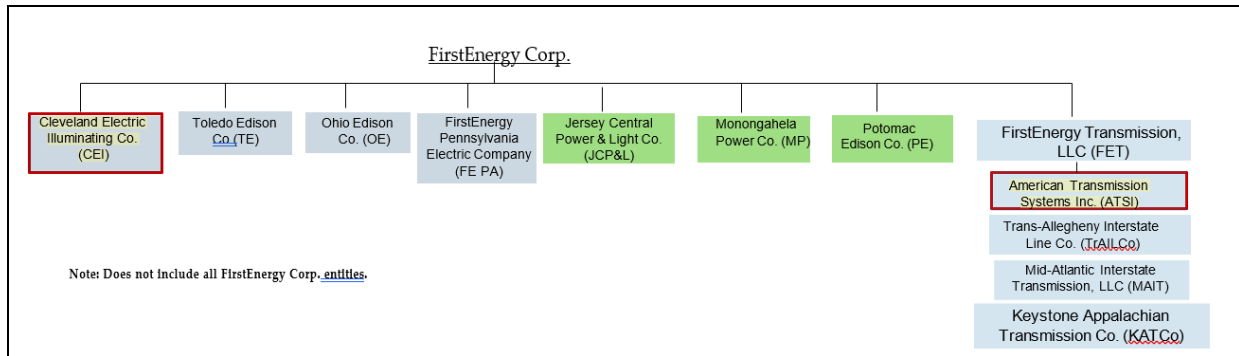 FirstEnergy Corp.
Cleveland Electric
Illuminating Co.
(CEI)
Toledo Edison
Co.(TE)
Ohio Edison
Co. (OE)
FirstEnergy
Pennsylvania
Electric Company
(FE PA)
Jersey Central
Power & Light Co.
(JCP&L)
Monongahela
Power Co. (MP)
Potomac
Edison Co. (PE)
FirstEnergy Transmission,
LLC (FET)
American Transmission
Systems Inc. (ATSI)
Trans-Allegheny Interstate
Line Co. (TrAILCo)
Mid-Atlantic Interstate
Transmission, LLC (MAIT)
Keystone Appalachian
Transmission Co. (KATCo)
Note: Does not include all FirstEnergy Corp. entities.